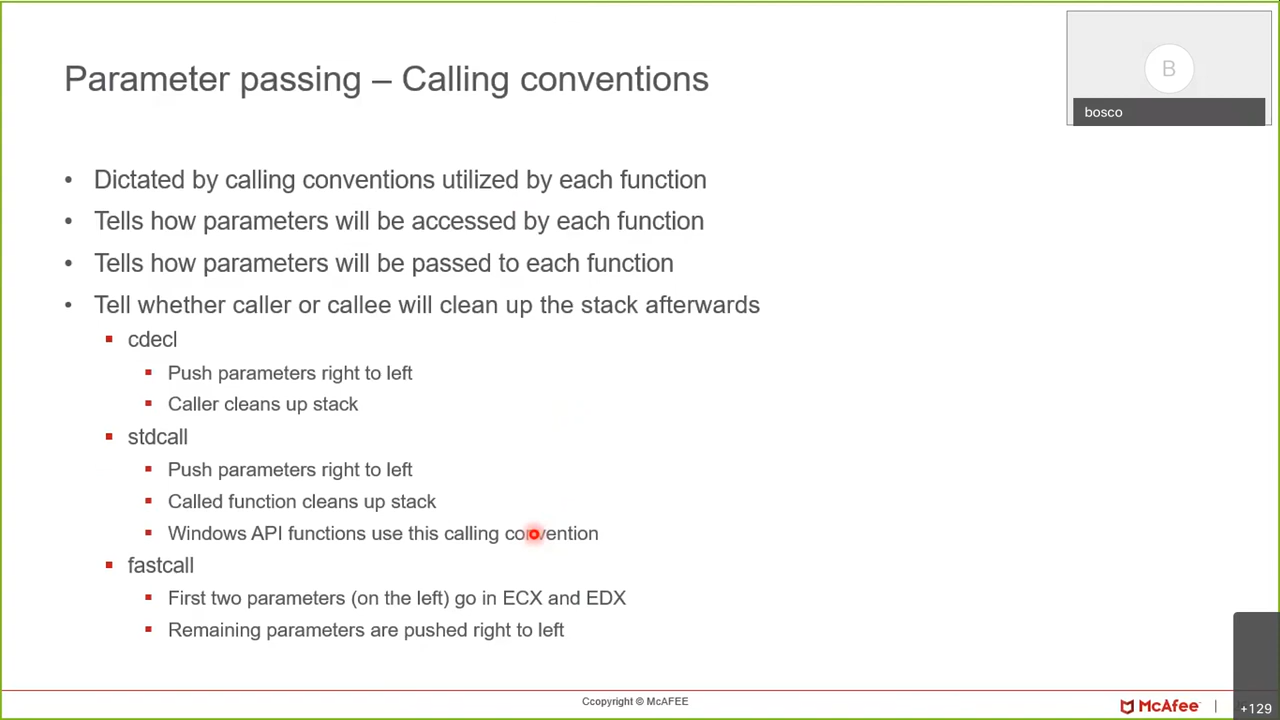 Parameter passing – Calling conventions
B
bosco
• Dictated by calling conventions utilized by each function
• Tells how parameters will be accessed by each function
• Tells how parameters will be passed to each function
• Tell whether caller or callee will clean up the stack afterwards
▪ cdecl
▪ Push parameters right to left
▪ Caller cleans up stack
▪ stdcall
▪ Push parameters right to left
▪ Called function cleans up stack
▪ Windows API functions use this calling convention
▪ fastcall
▪ First two parameters (on the left) go in ECX and EDX
▪ Remaining parameters are pushed right to left
Ccopyright © McAFEE
McAfee |
+129